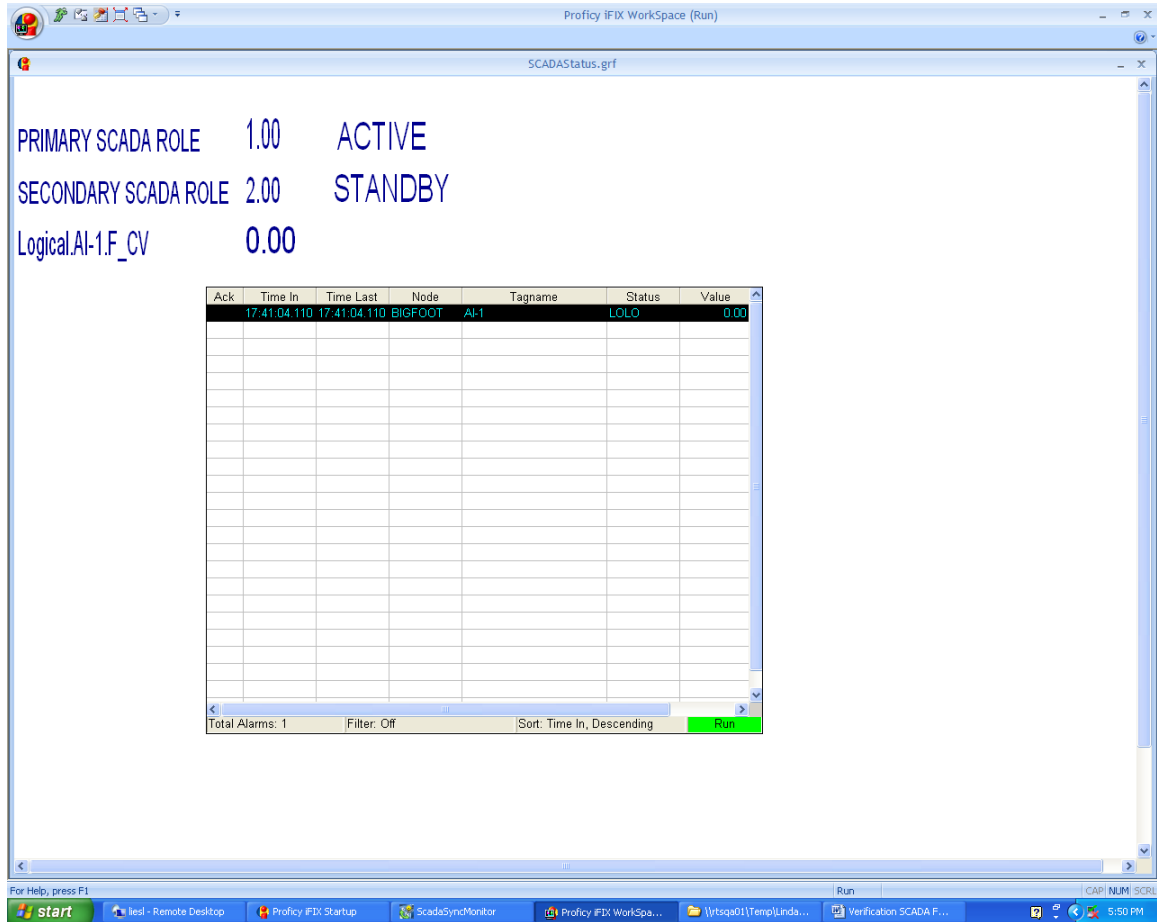 Proficy iFIX WorkSpace (Run)
SCADAStatus.grf
PRIMARY SCADA ROLE 1.00 ACTIVE
SECONDARY SCADA ROLE 2.00 STANDBY
Logical.AI-1.F_CV 0.00
Ack Time In Time Last Node Tagname Status Value
17:41:04.110 17:41:04.110 BIGFOOT AI-1 LOLO 0.00
Total Alarms: 1 Filter: Off Sort: Time In, Descending Run
For Help, press F1 Run CAP NUM SCRL
start liesl - Remote Desktop Proficy iFIX Startup ScadaSyncMonitor Proficy iFIX WorkSpa... \\rtsqa01\Temp\Linda... Verification SCADA F... 5:50 PM